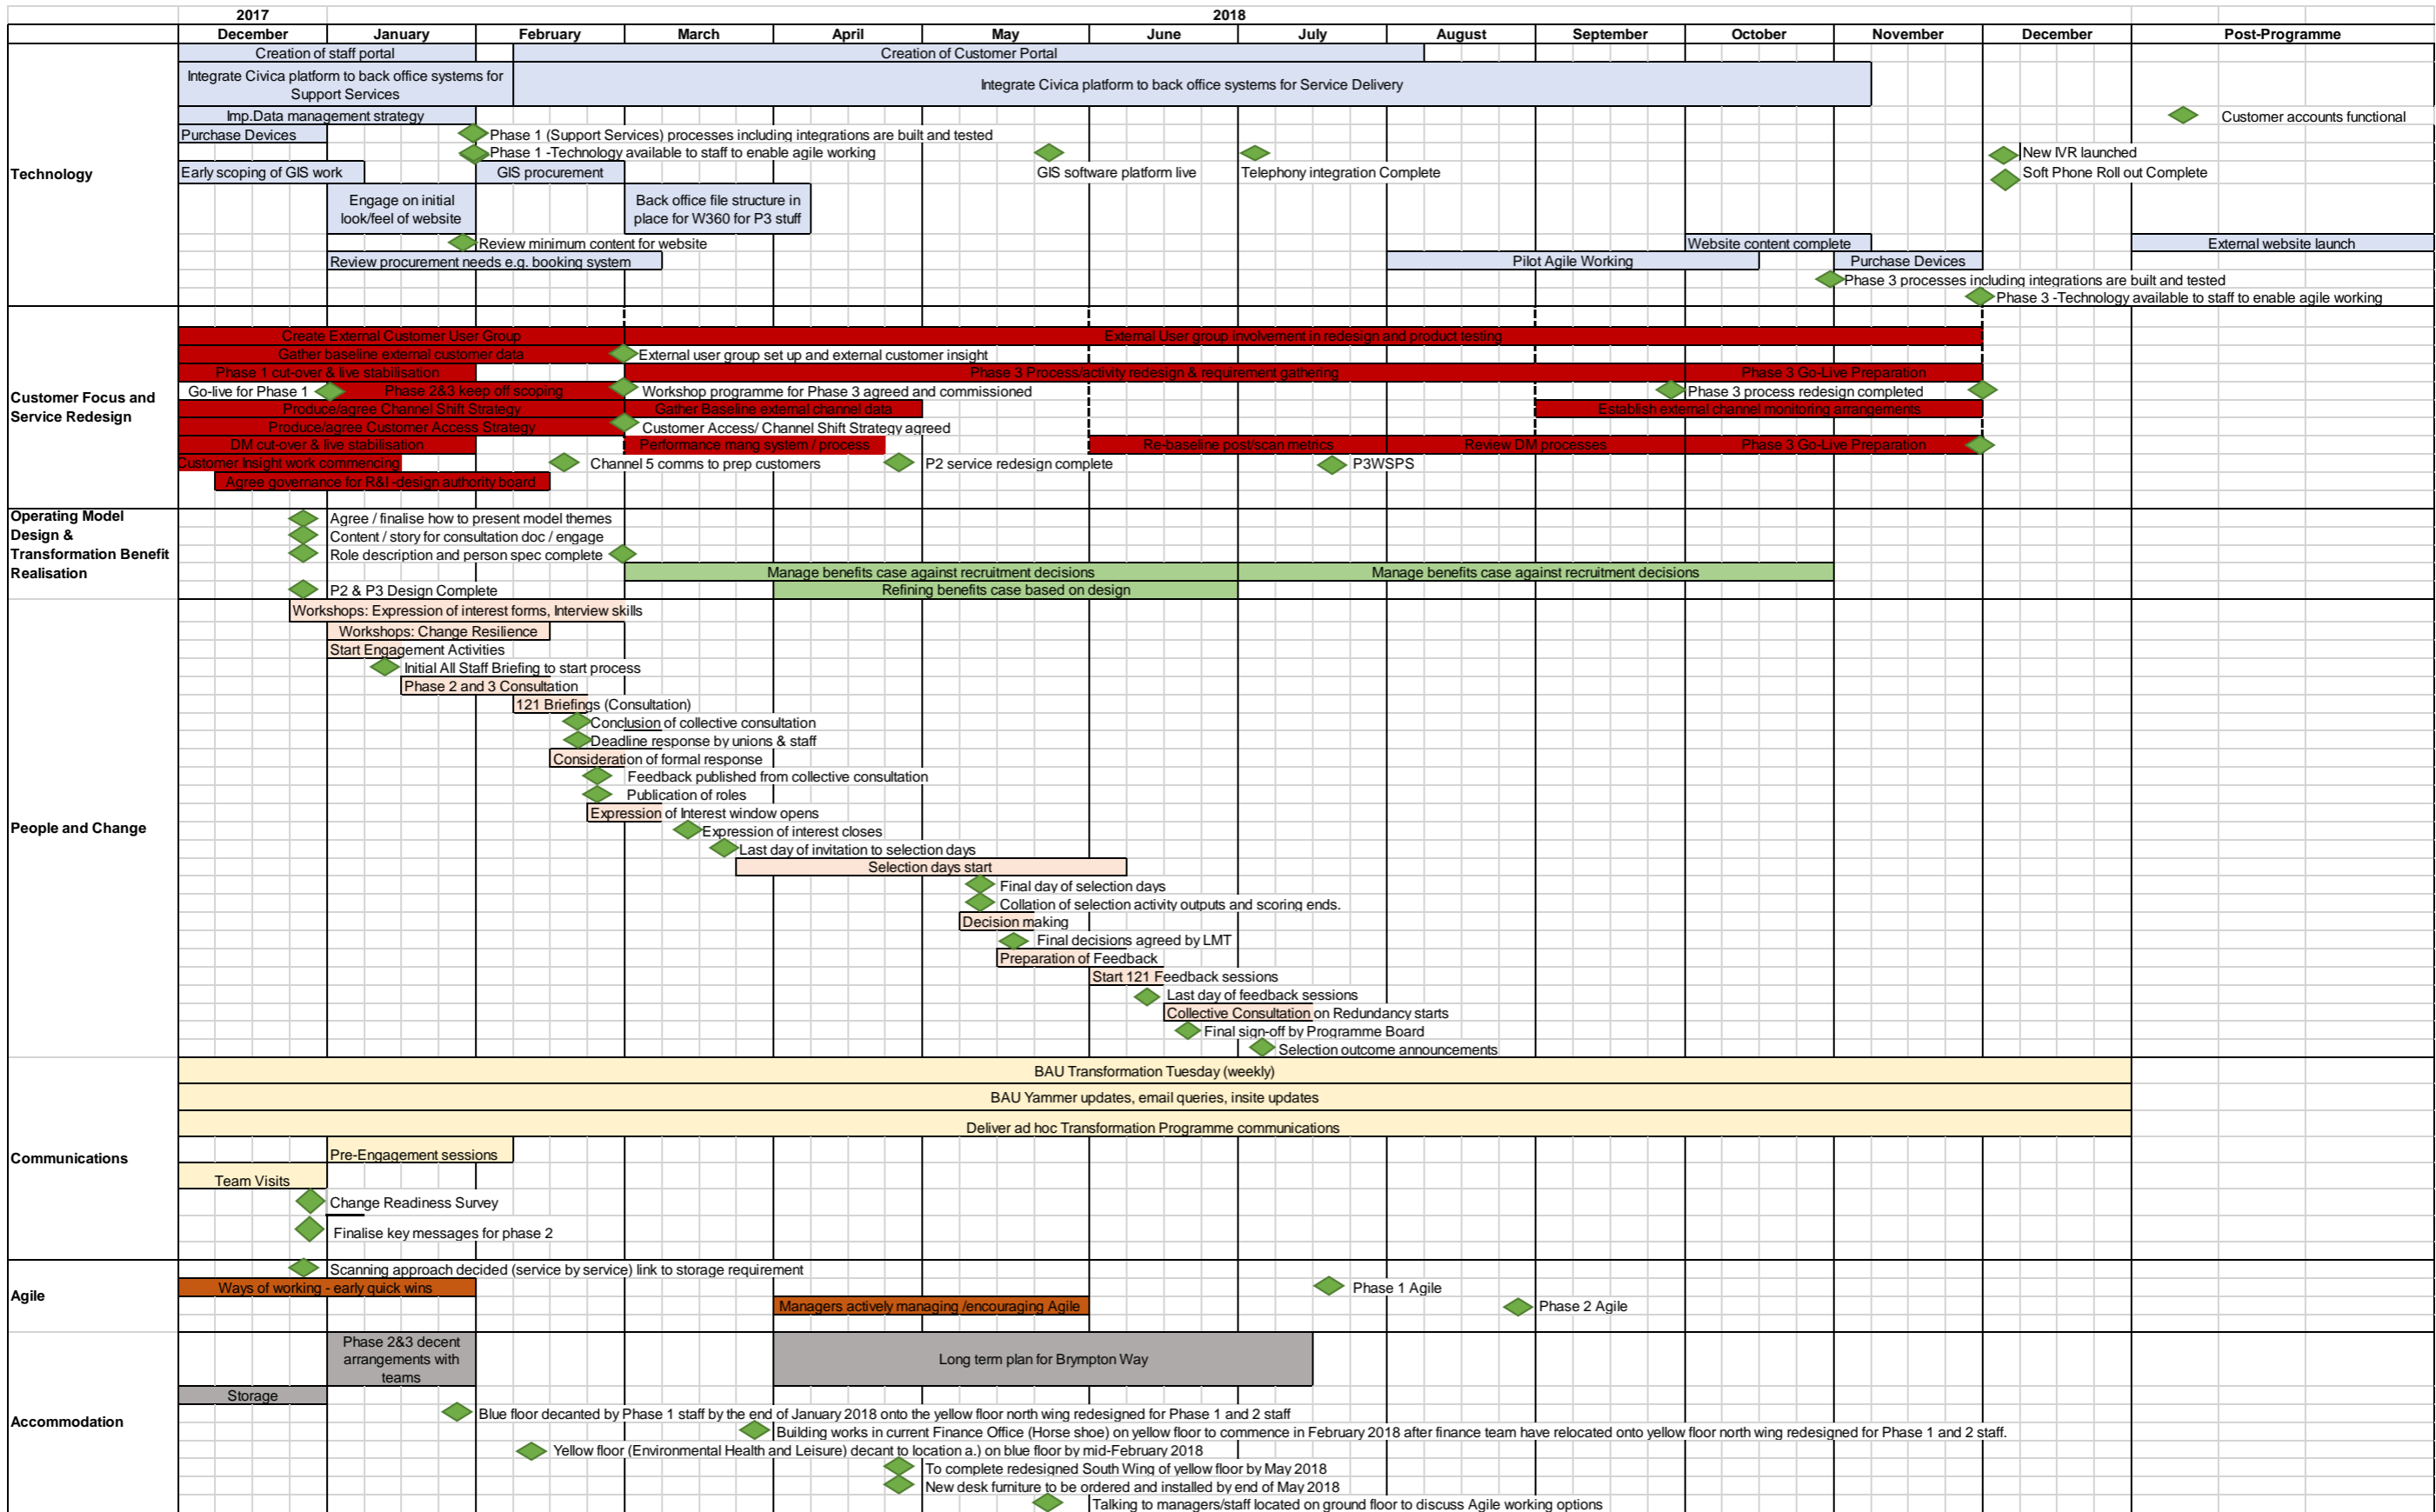 2017
2018
December
January
February
March
April
May
June
July
August
September
October
November
December
Post-Programme
Technology
Creation of staff portal
Creation of Customer Portal
Integrate Civica platform to back office systems for
Support Services
Integrate Civica platform to back office systems for Service Delivery
Imp.Data management strategy
Customer accounts functional
Purchase Devices
Phase 1 (Support Services) processes including integrations are built and tested
Phase 1 -Technology available to staff to enable agile working
New IVR launched
Early scoping of GIS work
GIS procurement
GIS software platform live
Telephony integration Complete
Soft Phone Roll out Complete
Engage on initial
look/feel of website
Back office file structure in
place for W360 for P3 stuff
Review minimum content for website
Website content complete
External website launch
Review procurement needs e.g. booking system
Pilot Agile Working
Purchase Devices
Phase 3 processes including integrations are built and tested
Phase 3 -Technology available to staff to enable agile working
Customer Focus and
Service Redesign
Create External Customer User Group
External User group involvement in redesign and product testing
Gather baseline external customer data
External user group set up and external customer insight
Phase 1 cut-over & live stabilisation
Phase 3 Process/activity redesign & requirement gathering
Phase 3 Go-Live Preparation
Go-live for Phase 1
Phase 2&3 keep off scoping
Workshop programme for Phase 3 agreed and commissioned
Phase 3 process redesign completed
Produce/agree Channel Shift Strategy
Gather Baseline external channel data
Establish external channel monitoring arrangements
Produce/agree Customer Access Strategy
Customer Access/ Channel Shift Strategy agreed
DM cut-over & live stabilisation
Performance mang system / process
Re-baseline post/scan metrics
Review DM processes
Phase 3 Go-Live Preparation
Customer Insight work commencing
Channel 5 comms to prep customers
P2 service redesign complete
P3WSPS
Agree governance for R&I -design authority board
Operating Model
Design &
Transformation Benefit
Realisation
Agree / finalise how to present model themes
Content / story for consultation doc / engage
Role description and person spec complete
Manage benefits case against recruitment decisions
Manage benefits case against recruitment decisions
P2 & P3 Design Complete
Refining benefits case based on design
People and Change
Workshops: Expression of interest forms, Interview skills
Workshops: Change Resilience
Start Engagement Activities
Initial All Staff Briefing to start process
Phase 2 and 3 Consultation
121 Briefings (Consultation)
Conclusion of collective consultation
Deadline response by unions & staff
Consideration of formal response
Feedback published from collective consultation
Publication of roles
Expression of Interest window opens
Expression of interest closes
Last day of invitation to selection days
Selection days start
Final day of selection days
Collation of selection activity outputs and scoring ends.
Decision making
Final decisions agreed by LMT
Preparation of Feedback
Start 121 Feedback sessions
Last day of feedback sessions
Collective Consultation on Redundancy starts
Final sign-off by Programme Board
Selection outcome announcements
Communications
BAU Transformation Tuesday (weekly)
BAU Yammer updates, email queries, insite updates
Deliver ad hoc Transformation Programme communications
Pre-Engagement sessions
Team Visits
Change Readiness Survey
Finalise key messages for phase 2
Agile
Scanning approach decided (service by service) link to storage requirement
Ways of working - early quick wins
Phase 1 Agile
Managers actively managing /encouraging Agile
Phase 2 Agile
Accommodation
Phase 2&3 decent
arrangements with
teams
Long term plan for Brympton Way
Storage
Blue floor decanted by Phase 1 staff by the end of January 2018 onto the yellow floor north wing redesigned for Phase 1 and 2 staff
Building works in current Finance Office (Horse shoe) on yellow floor to commence in February 2018 after finance team have relocated onto yellow floor north wing redesigned for Phase 1 and 2 staff.
Yellow floor (Environmental Health and Leisure) decant to location a.) on blue floor by mid-February 2018
To complete redesigned South Wing of yellow floor by May 2018
New desk furniture to be ordered and installed by end of May 2018
Talking to managers/staff located on ground floor to discuss Agile working options